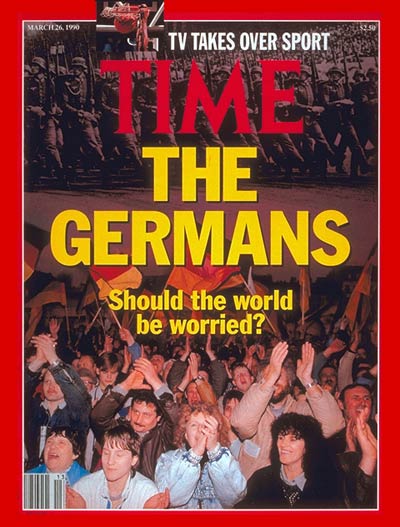 MARCH 26, 1990
$2.50
TV TAKES OVER SPORT
TIME
THE
GERMANS
Should the world
be worried?